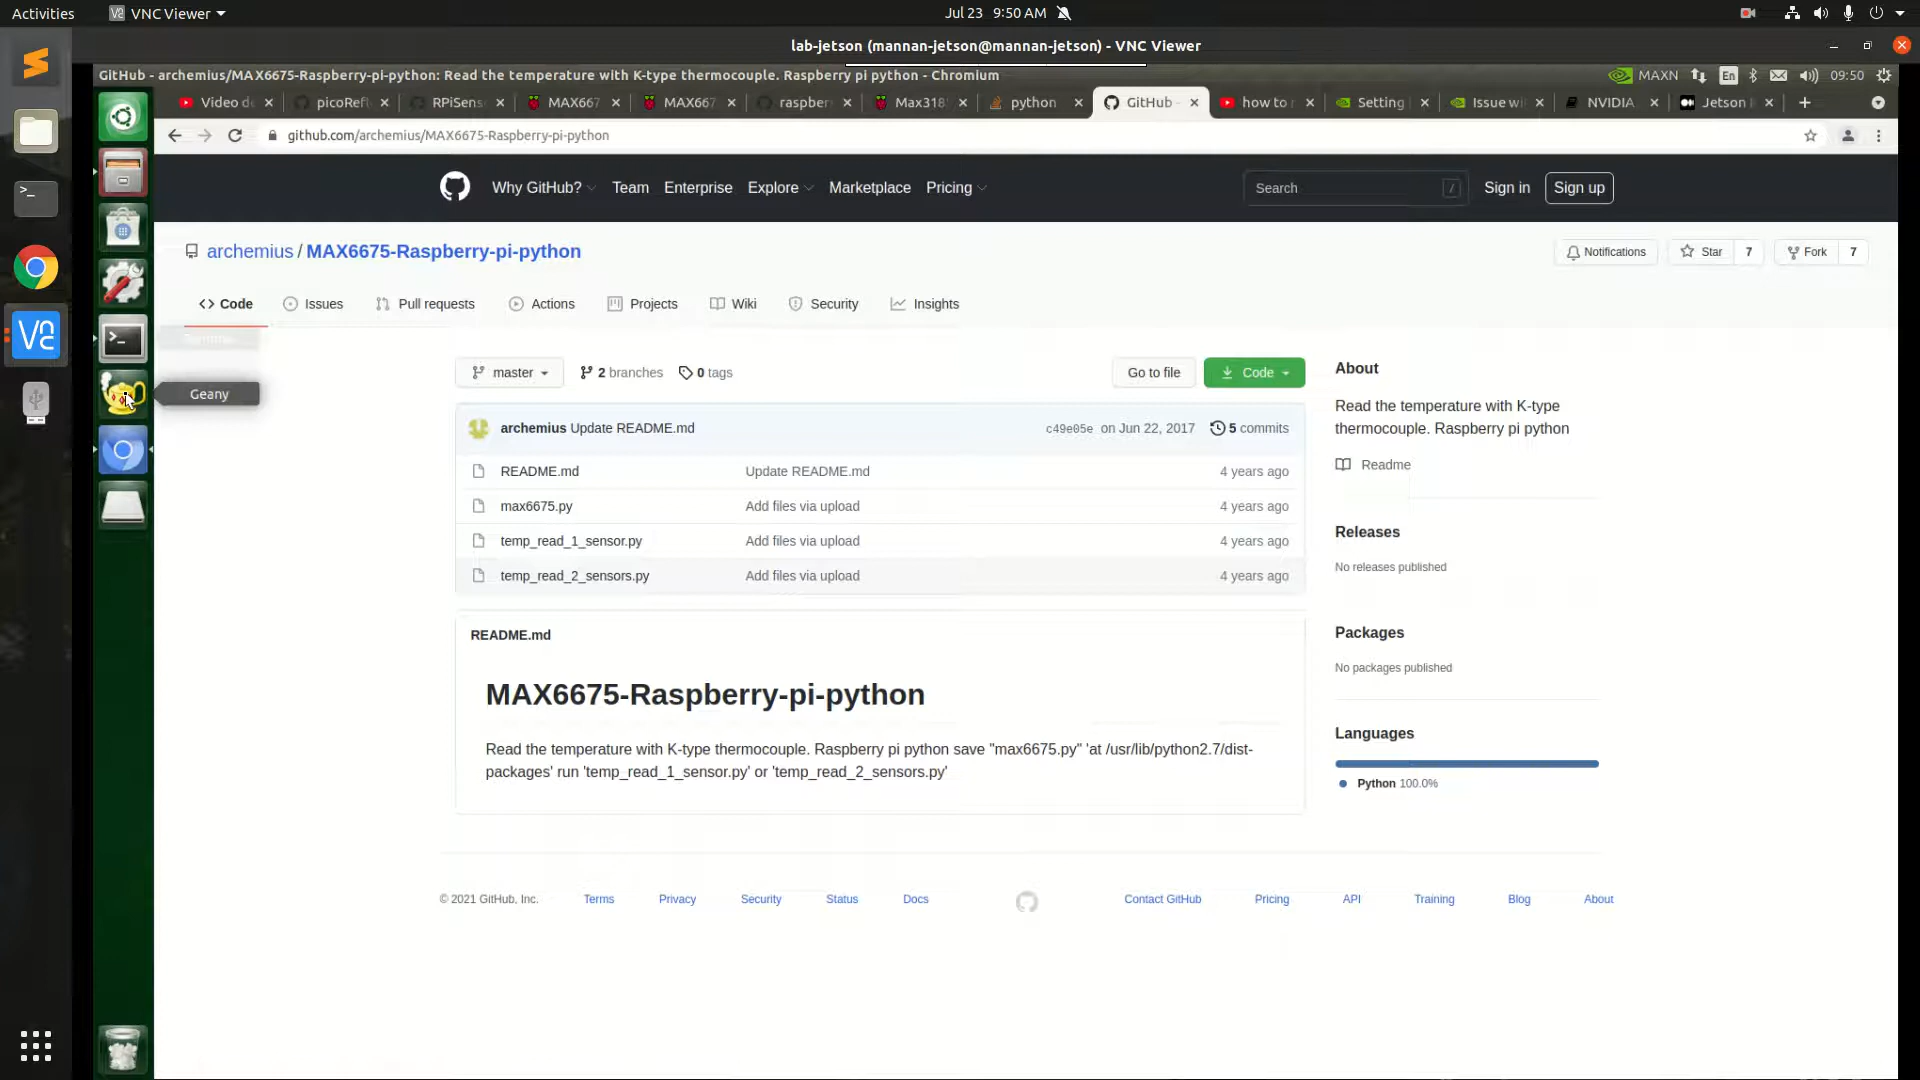 Activities
VNC Viewer
Jul 23 9:50 AM
lab-jetson (mannan-jetson@mannan-jetson) - VNC Viewer
GitHub - archemius/MAX6675-Raspberry-pi-python: Read the temperature with K-type thermocouple. Raspberry pi python - Chromium
MAXN
En
09:50
Video de
picoRef
RPiSens
MAX667
MAX667
raspber
Max318
python
GitHub -
how to r
Setting
Issue wi
NVIDIA
Jetson
github.com/archemius/MAX6675-Raspberry-pi-python
Why GitHub?
Team
Enterprise
Explore
Marketplace
Pricing
Search
/
Sign in
Sign up
archemius / MAX6675-Raspberry-pi-python
Notifications
Star 7
Fork 7
Code
Issues
Pull requests
Actions
Projects
Wiki
Security
Insights
master
2 branches
0 tags
Go to file
Code
Geany
archemius Update README.md
c49e05e on Jun 22, 2017
5 commits
README.md Update README.md 4 years ago
max6675.py Add files via upload 4 years ago
temp_read_1_sensor.py Add files via upload 4 years ago
temp_read_2_sensors.py Add files via upload 4 years ago
About
Read the temperature with K-type
thermocouple. Raspberry pi python
Readme
Releases
No releases published
Packages
No packages published
Languages
Python 100.0%
README.md
MAX6675-Raspberry-pi-python
Read the temperature with K-type thermocouple. Raspberry pi python save "max6675.py" 'at /usr/lib/python2.7/dist-
packages' run 'temp_read_1_sensor.py' or 'temp_read_2_sensors.py'
© 2021 GitHub, Inc.
Terms
Privacy
Security
Status
Docs
Contact GitHub
Pricing
API
Training
Blog
About